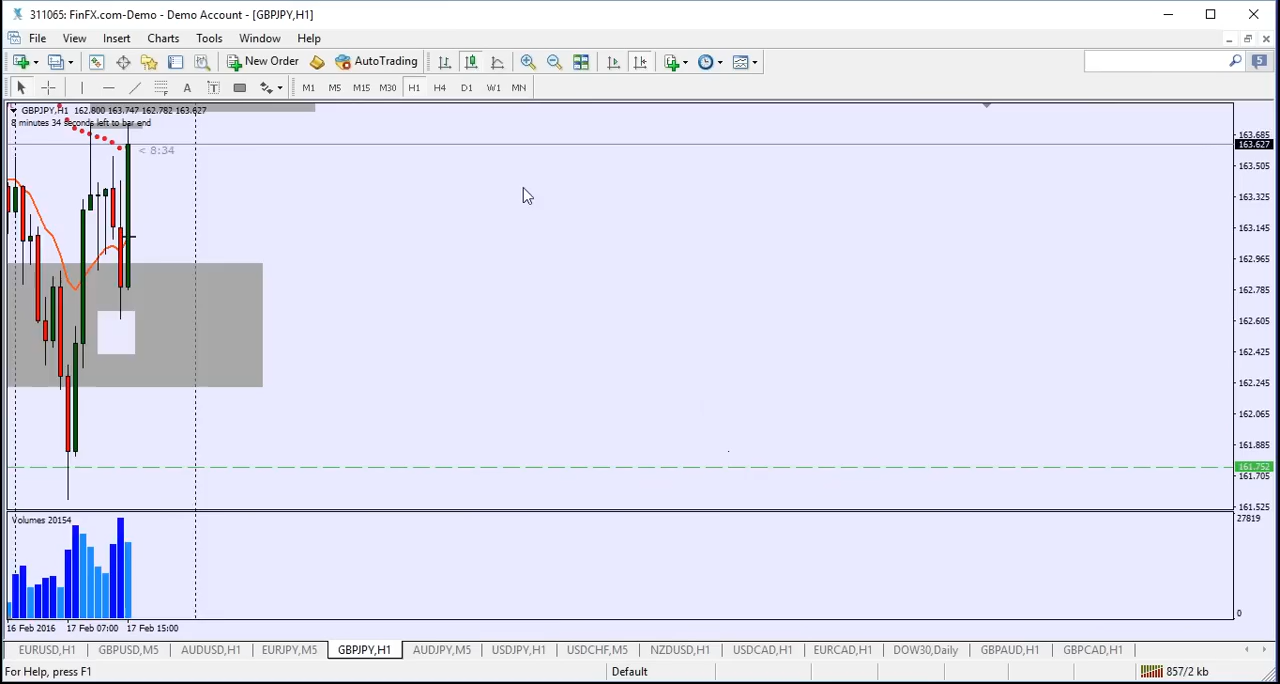 311065: FinFX.com-Demo - Demo Account - [GBPJPY,H1]
File View Insert Charts Tools Window Help
New Order AutoTrading
5
A T F
M1 M5 M15 M30 H1 H4 D1 W1 MN
GBPJPY,H1 162.800 163.747 162.782 163.627
8 minutes 34 seconds left to bar end
< 8:34
163.685
163.627
163.505
163.325
163.145
162.965
162.785
162.605
162.425
162.245
162.065
161.885
161.752
161.705
161.525
Volumes 20154
27819
0
16 Feb 2016 17 Feb 07:00 17 Feb 15:00
EURUSD,H1 GBPUSD,M5 AUDUSD,H1 EURJPY,M5 GBPJPY,H1 AUDJPY,M5 USDJPY,H1 USDCHF,M5 NZDUSD,H1 USDCAD,H1 EURCAD,H1 DOW30,Daily GBPAUD,H1 GBPCAD,H1
For Help, press F1 Default 857/2 kb